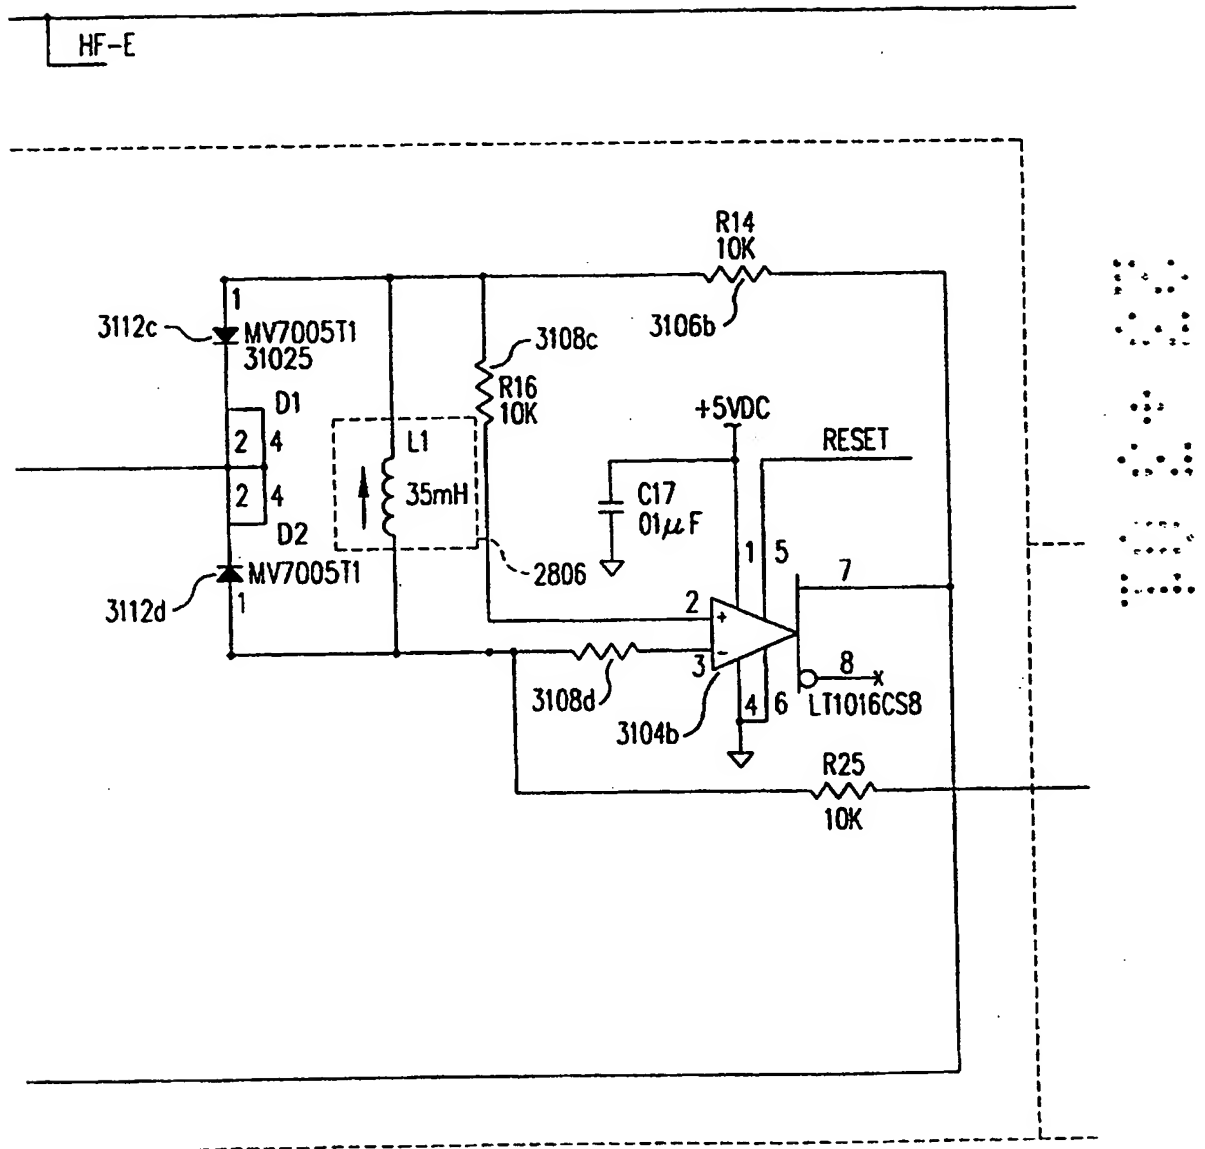 HF-E
R14
10K
3106b
1
3112c
MV7005T1
31025
3108c
R16
10K
D1
2 4
2 4
D2
L1
35mH
+5VDC
RESET
C17
01μF
1 5
2806
MV7005T1
3112d
1
2
+
7
3
-
8
x
LT1016CS8
4 6
3108d
3104b
R25
10K